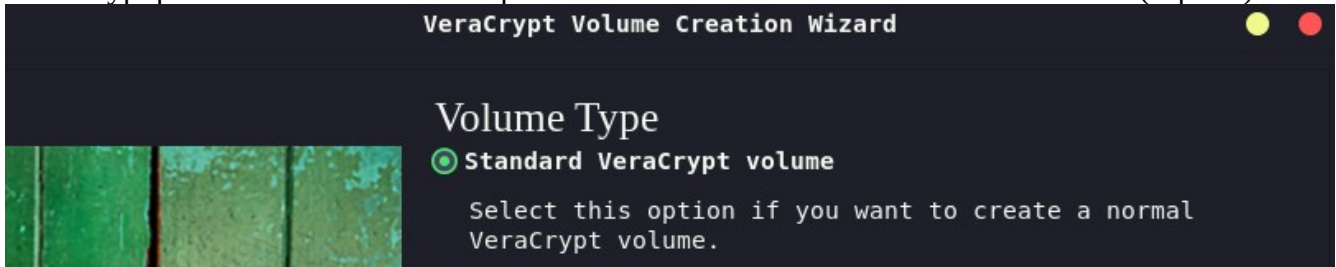 VeraCrypt Volume Creation Wizard
Volume Type
Standard VeraCrypt volume
Select this option if you want to create a normal
VeraCrypt volume.